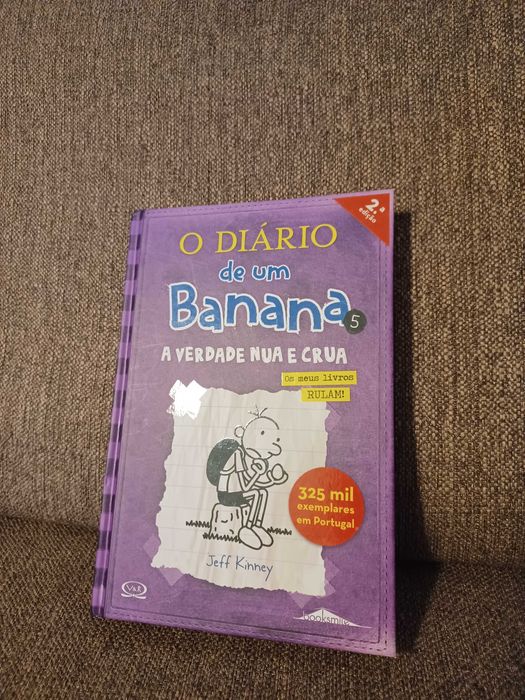 2.ª
edição
O DIÁRIO
de um
Banana 5
A VERDADE NUA E CRUA
Os meus livros
RULAM!
325 mil
exemplares
em Portugal
Jeff Kinney
V&R
booksmile